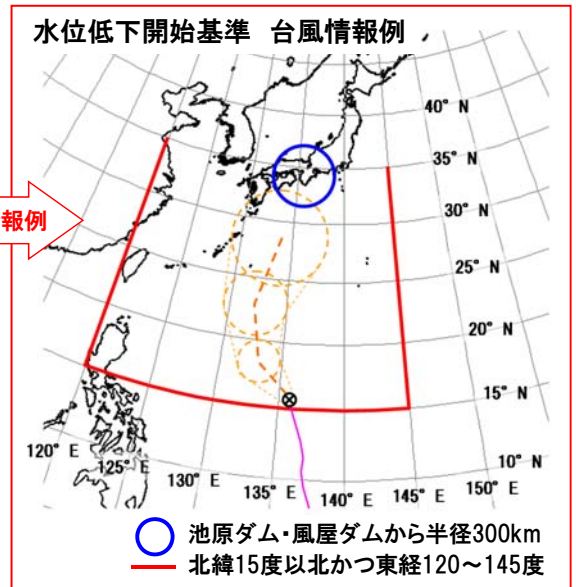 水位低下開始基準 台風情報例
報例
40° N
35° N
30° N
25° N
20° N
15° N
10° N
120° E
125° E
130° E
135° E
140° E
145° E
150° E
池原ダム・風屋ダムから半径300km
北緯15度以北かつ東経120～145度